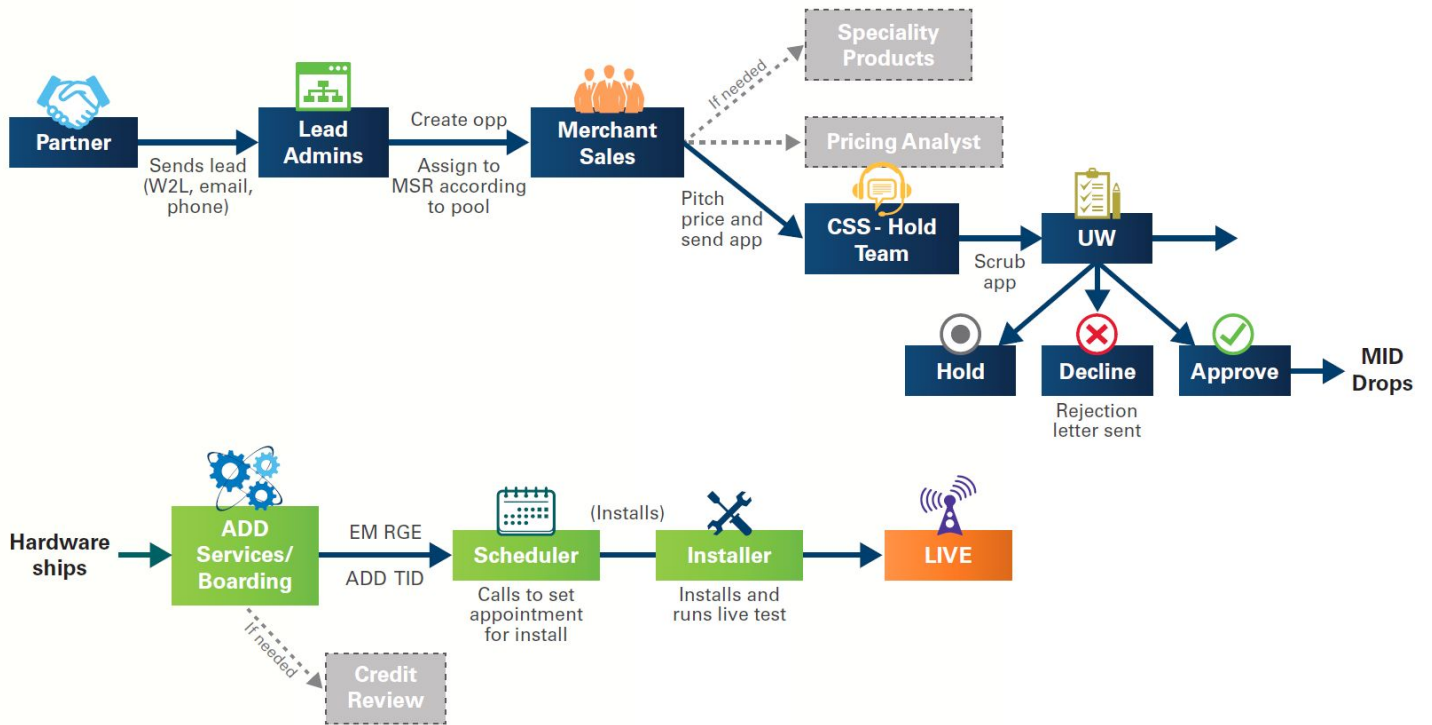 Partner
Sends lead
(W2L, email,
phone)
Lead
Admins
Create opp
Assign to
MSR according
to pool
Merchant
Sales
If needed
Speciality
Products
Pricing Analyst
Pitch
price and
send app
CSS - Hold
Team
Scrub
app
UW
Hold
Decline
Rejection
letter sent
Approve
MID
Drops
Hardware
ships
ADD
Services/
Boarding
If needed
Credit
Review
EM RGE
ADD TID
Scheduler
Calls to set
appointment
for install
(Installs)
Installer
Installs and
runs live test
LIVE